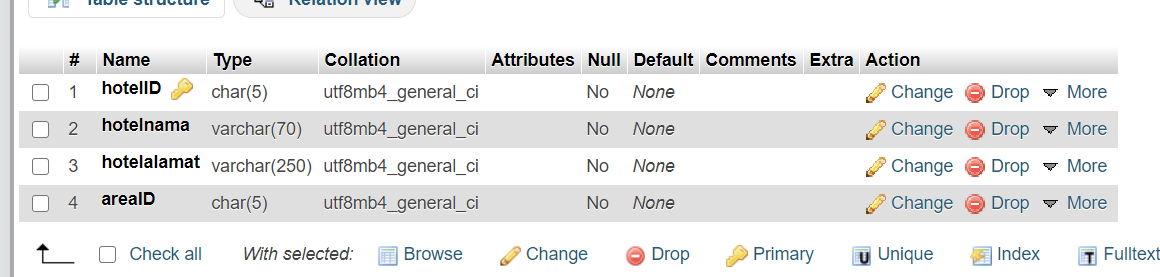 Table structure Relation view
# Name Type Collation Attributes Null Default Comments Extra Action
1 hotelID char(5) utf8mb4_general_ci No None Change Drop More
2 hotelnama varchar(70) utf8mb4_general_ci No None Change Drop More
3 hotelalamat varchar(250) utf8mb4_general_ci No None Change Drop More
4 areaID char(5) utf8mb4_general_ci No None Change Drop More
Check all With selected: Browse Change Drop Primary Unique Index Fulltext